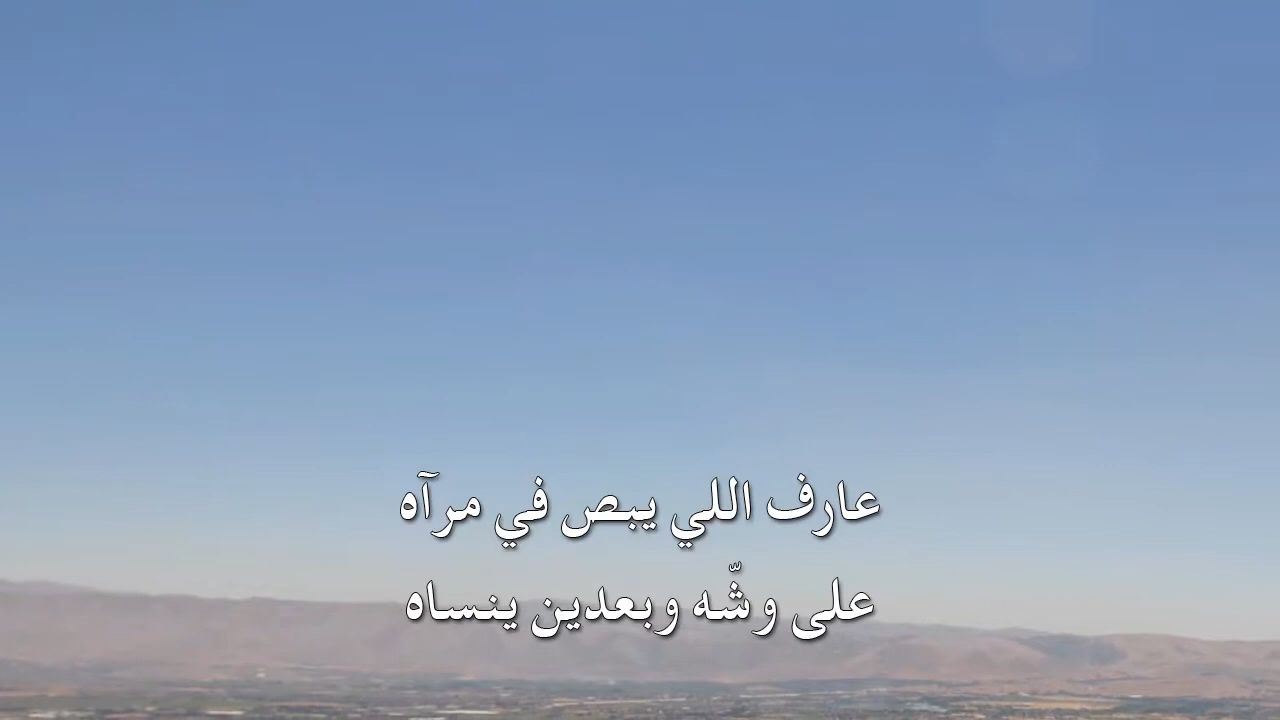 عارف اللي يبص في مرآه
على وشّه وبعدين ينساه